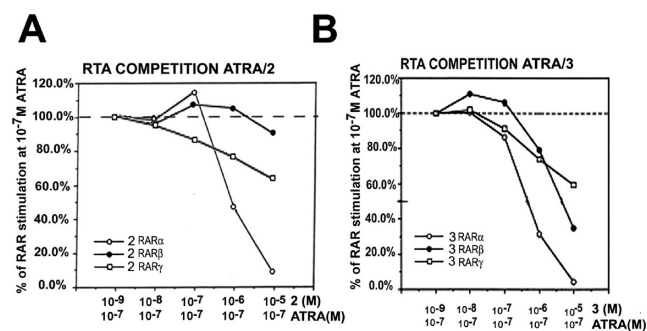 A
RTA COMPETITION ATRA/2
% of RAR stimulation at 10-7M ATRA
120.0%
100.0%
80.0%
60.0%
40.0%
20.0%
0.0%
2 RARα
2 RARβ
2 RARγ
10-9 10-8 10-7 10-6 10-5 2 (M)
10-7 10-7 10-7 10-7 10-7 ATRA(M)
B
RTA COMPETITION ATRA/3
% of RAR stimulation at 10-7M ATRA
120.0%
100.0%
80.0%
60.0%
40.0%
20.0%
0.0%
3 RARα
3 RARβ
3 RARγ
10-9 10-8 10-7 10-6 10-5 3 (M)
10-7 10-7 10-7 10-7 10-7 ATRA(M)